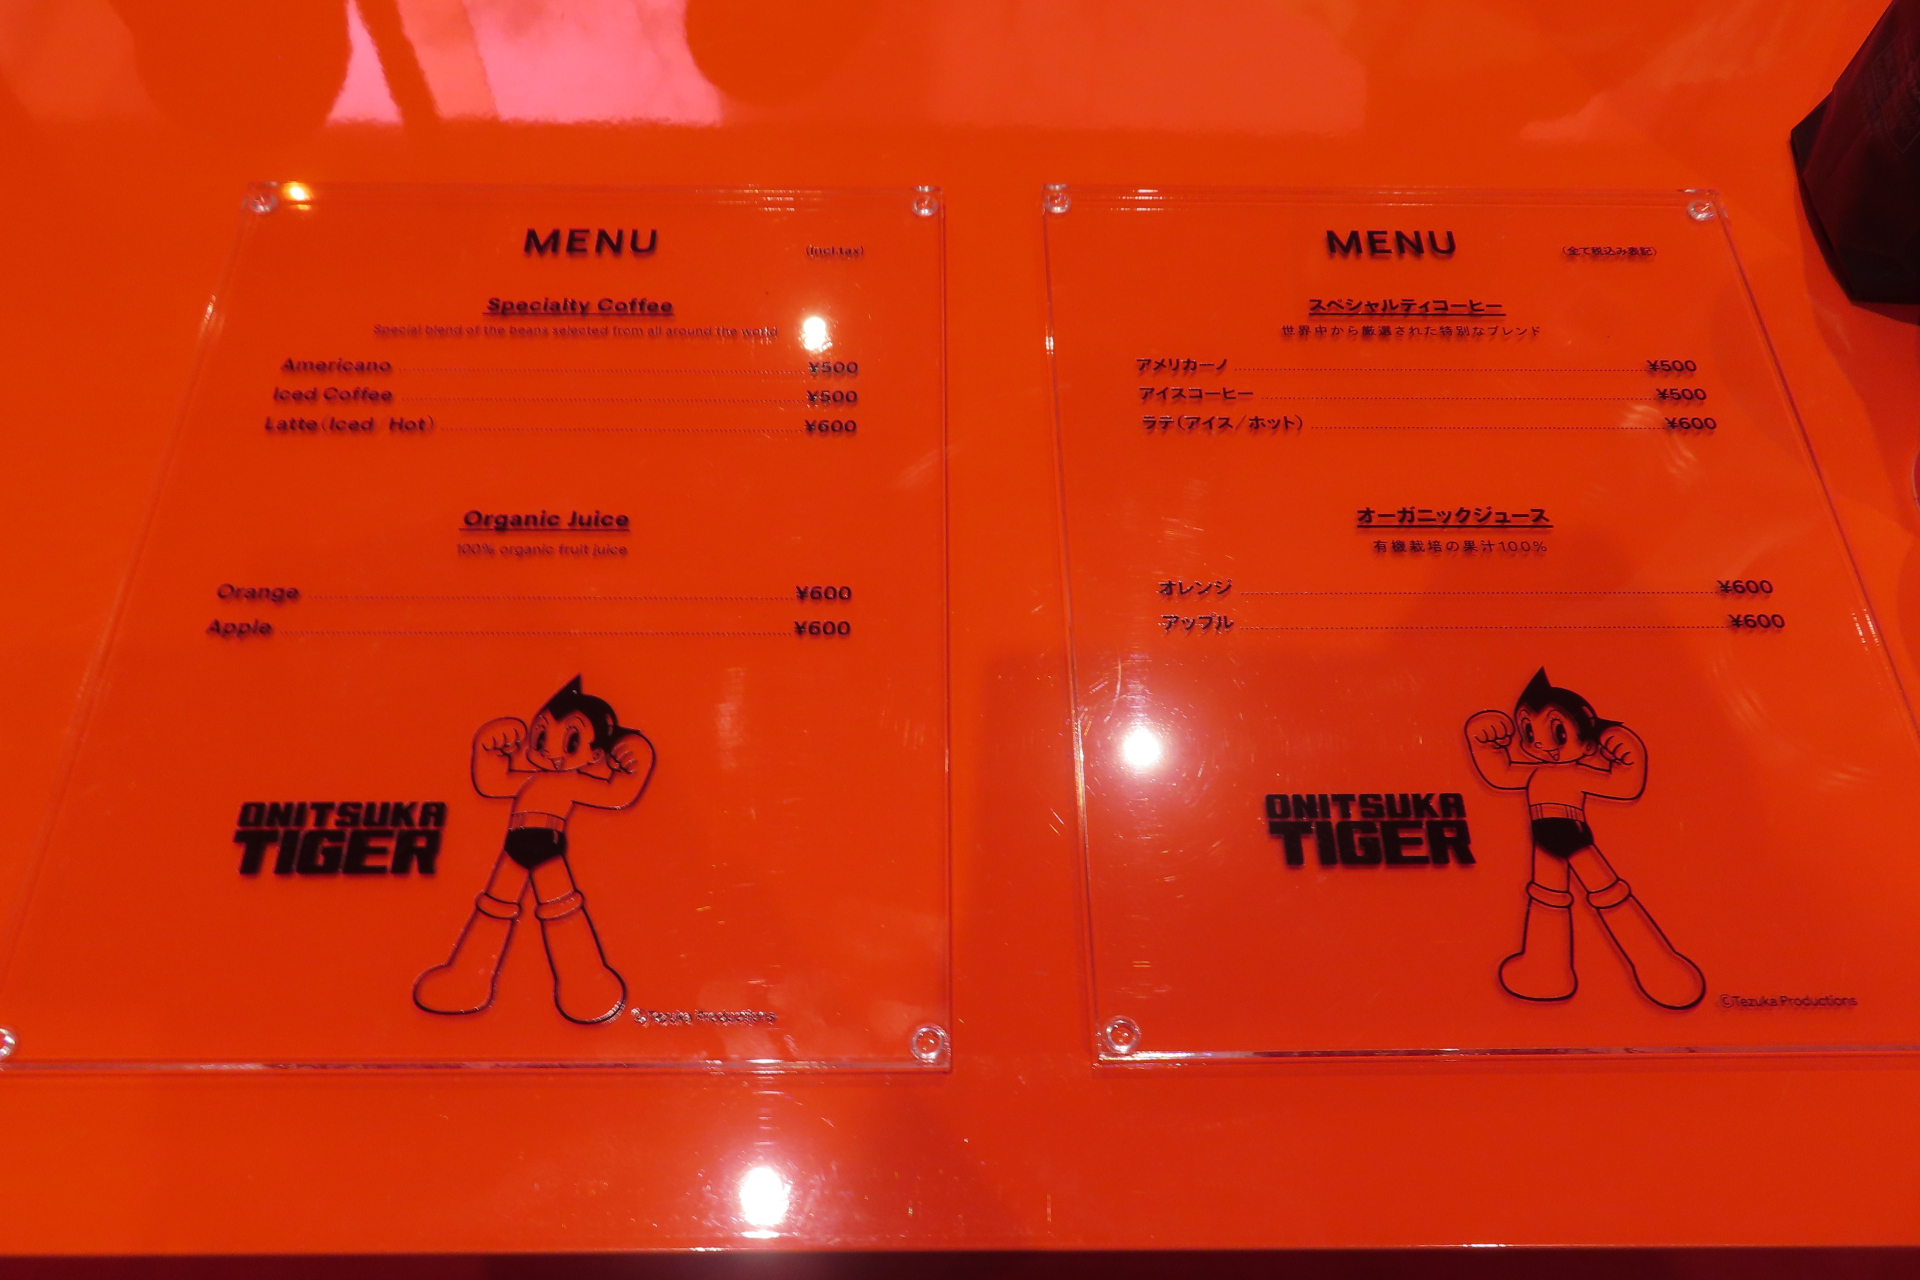 MENU
(incl.tax)
Specialty Coffee
Special blend of the beans selected from all around the world
Americano ¥500
Iced Coffee ¥500
Latte(Iced/Hot) ¥600
Organic Juice
100% organic fruit juice
Orange ¥600
Apple ¥600
ONITSUKA
TIGER
©Tezuka Productions
MENU
(全て税込み表記)
スペシャルティコーヒー
世界中から厳選された特別なブレンド
アメリカーノ ¥500
アイスコーヒー ¥500
ラテ(アイス/ホット) ¥600
オーガニックジュース
有機栽培の果汁100%
オレンジ ¥600
アップル ¥600
ONITSUKA
TIGER
©Tezuka Productions